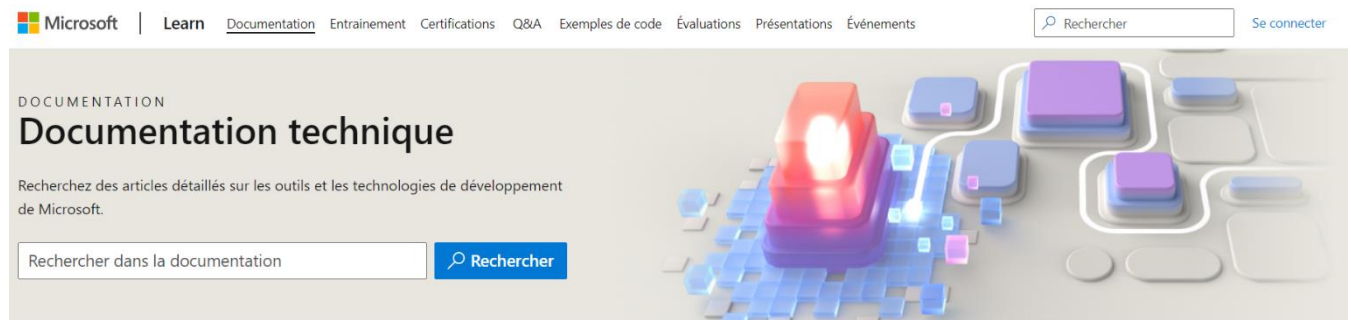 Microsoft | Learn Documentation Entrainement Certifications Q&A Exemples de code Évaluations Présentations Événements Rechercher Se connecter
DOCUMENTATION
Documentation technique
Recherchez des articles détaillés sur les outils et les technologies de développement
de Microsoft.
Rechercher dans la documentation Rechercher